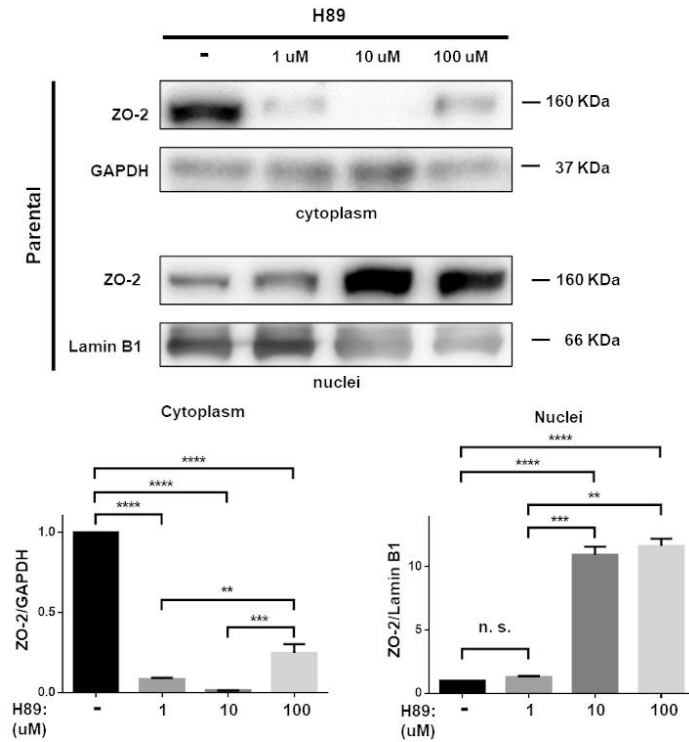 H89
- 1 uM 10 uM 100 uM
Parental
ZO-2 160 KDa
GAPDH 37 KDa
cytoplasm
ZO-2 160 KDa
Lamin B1 66 KDa
nuclei
Cytoplasm
****
****
****
**
***
ZO-2/GAPDH
1.0
0.5
0.0
H89: - 1 10 100
(uM)
Nuclei
****
****
**
***
n. s.
ZO-2/Lamin B1
10
5
0
H89: - 1 10 100
(uM)